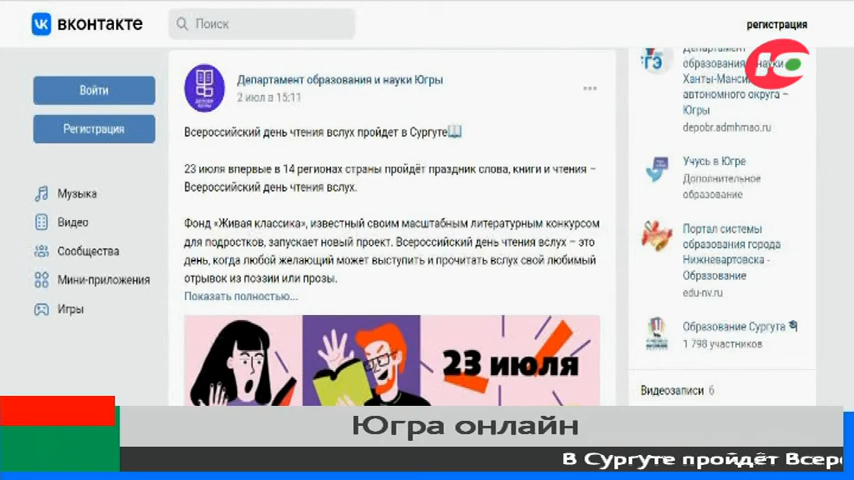 вконтакте
Поиск
регистрация
Войти
Регистрация
Музыка
Видео
Сообщества
Мини-приложения
Игры
Департамент образования и науки Югры
2 июл в 15:11
Всероссийский день чтения вслух пройдет в Сургуте
23 июля впервые в 14 регионах страны пройдёт праздник слова, книги и чтения –
Всероссийский день чтения вслух.
Фонд «Живая классика», известный своим масштабным литературным конкурсом
для подростков, запускает новый проект. Всероссийский день чтения вслух – это
день, когда любой желающий может выступить и прочитать вслух свой любимый
отрывок из поэзии или прозы.
Показать полностью...
23 июля
Департамент
образования и науки
Ханты-Манси
автономного округа –
Югры
depobr.admhmao.ru
Учусь в Югре
Дополнительное
образование
Портал системы
образования города
Нижневартовска -
Образование
edu-nv.ru
Образование Сургута
1 798 участников
Видеозаписи 6
Ю
Югра онлайн
В Сургуте пройдёт Всеро